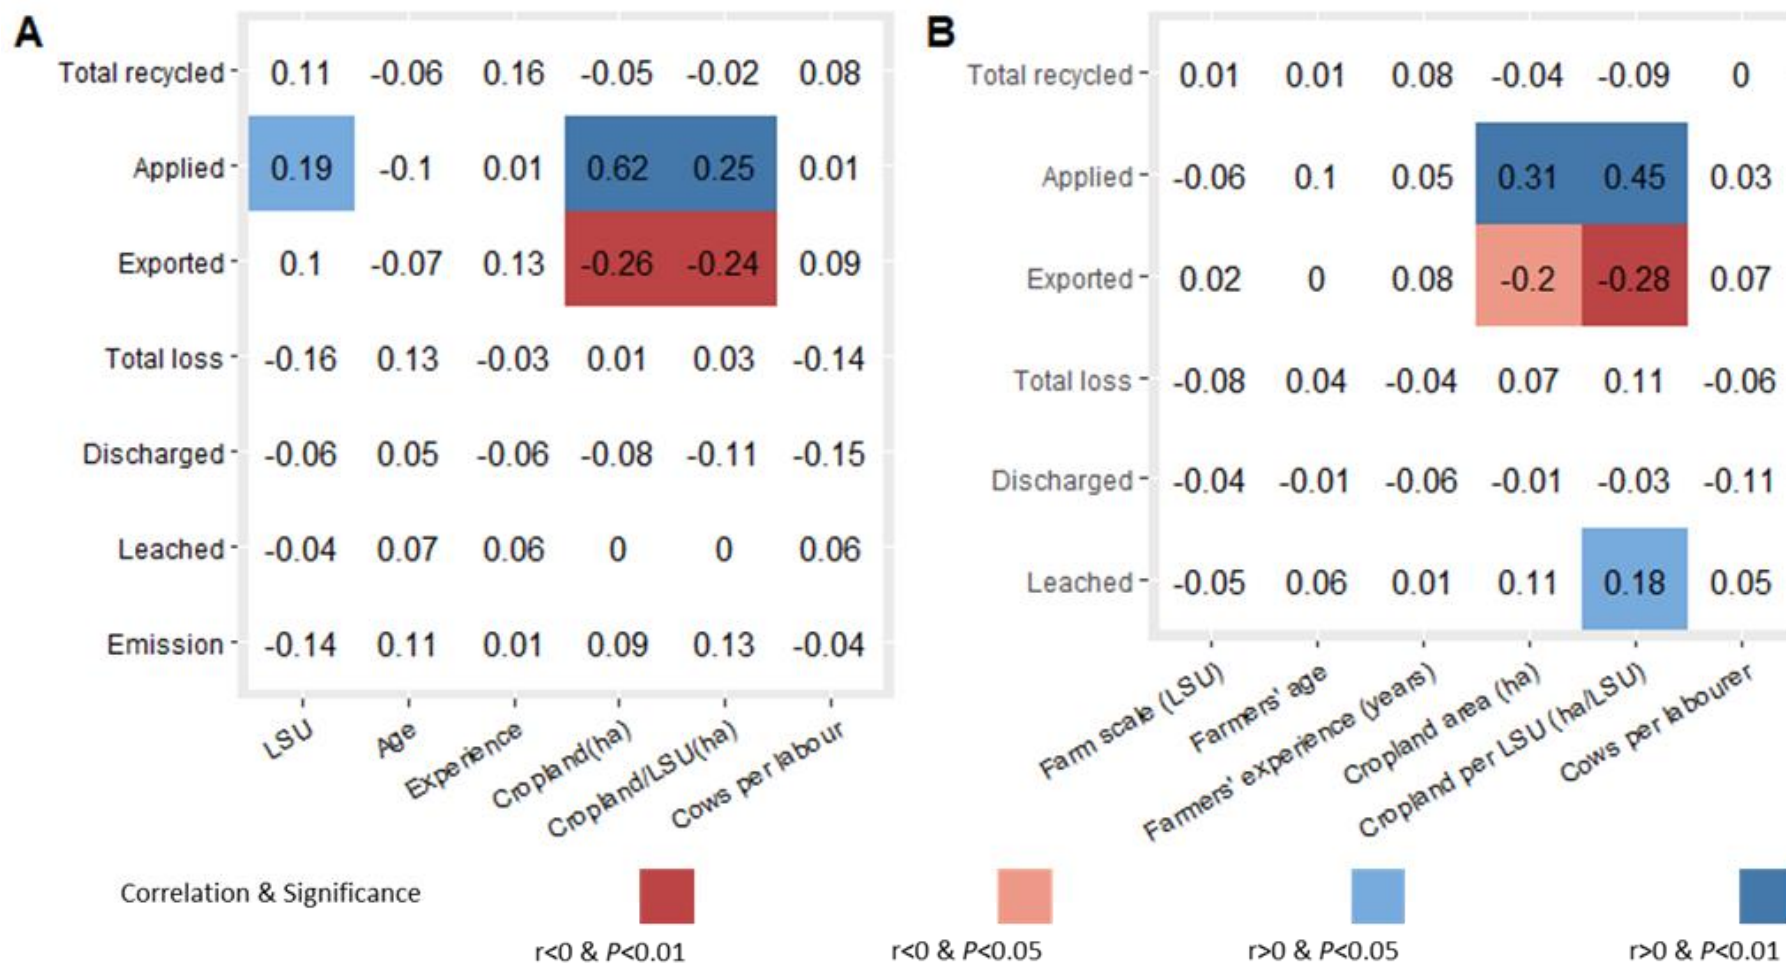 A
Total recycled 0.11 -0.06 0.16 -0.05 -0.02 0.08
Applied 0.19 -0.1 0.01 0.62 0.25 0.01
Exported 0.1 -0.07 0.13 -0.26 -0.24 0.09
Total loss -0.16 0.13 -0.03 0.01 0.03 -0.14
Discharged -0.06 0.05 -0.06 -0.08 -0.11 -0.15
Leached -0.04 0.07 0.06 0 0 0.06
Emission -0.14 0.11 0.01 0.09 0.13 -0.04
LSU Age Experience Cropland(ha) Cropland/LSU(ha) Cows per labour
B
Total recycled 0.01 0.01 0.08 -0.04 -0.09 0
Applied -0.06 0.1 0.05 0.31 0.45 0.03
Exported 0.02 0 0.08 -0.2 -0.28 0.07
Total loss -0.08 0.04 -0.04 0.07 0.11 -0.06
Discharged -0.04 -0.01 -0.06 -0.01 -0.03 -0.11
Leached -0.05 0.06 0.01 0.11 0.18 0.05
Farm scale (LSU) Farmers' age Farmers' experience (years) Cropland area (ha) Cropland per LSU (ha/LSU) Cows per labourer
Correlation & Significance
r<0 & P<0.01 r<0 & P<0.05 r>0 & P<0.05 r>0 & P<0.01